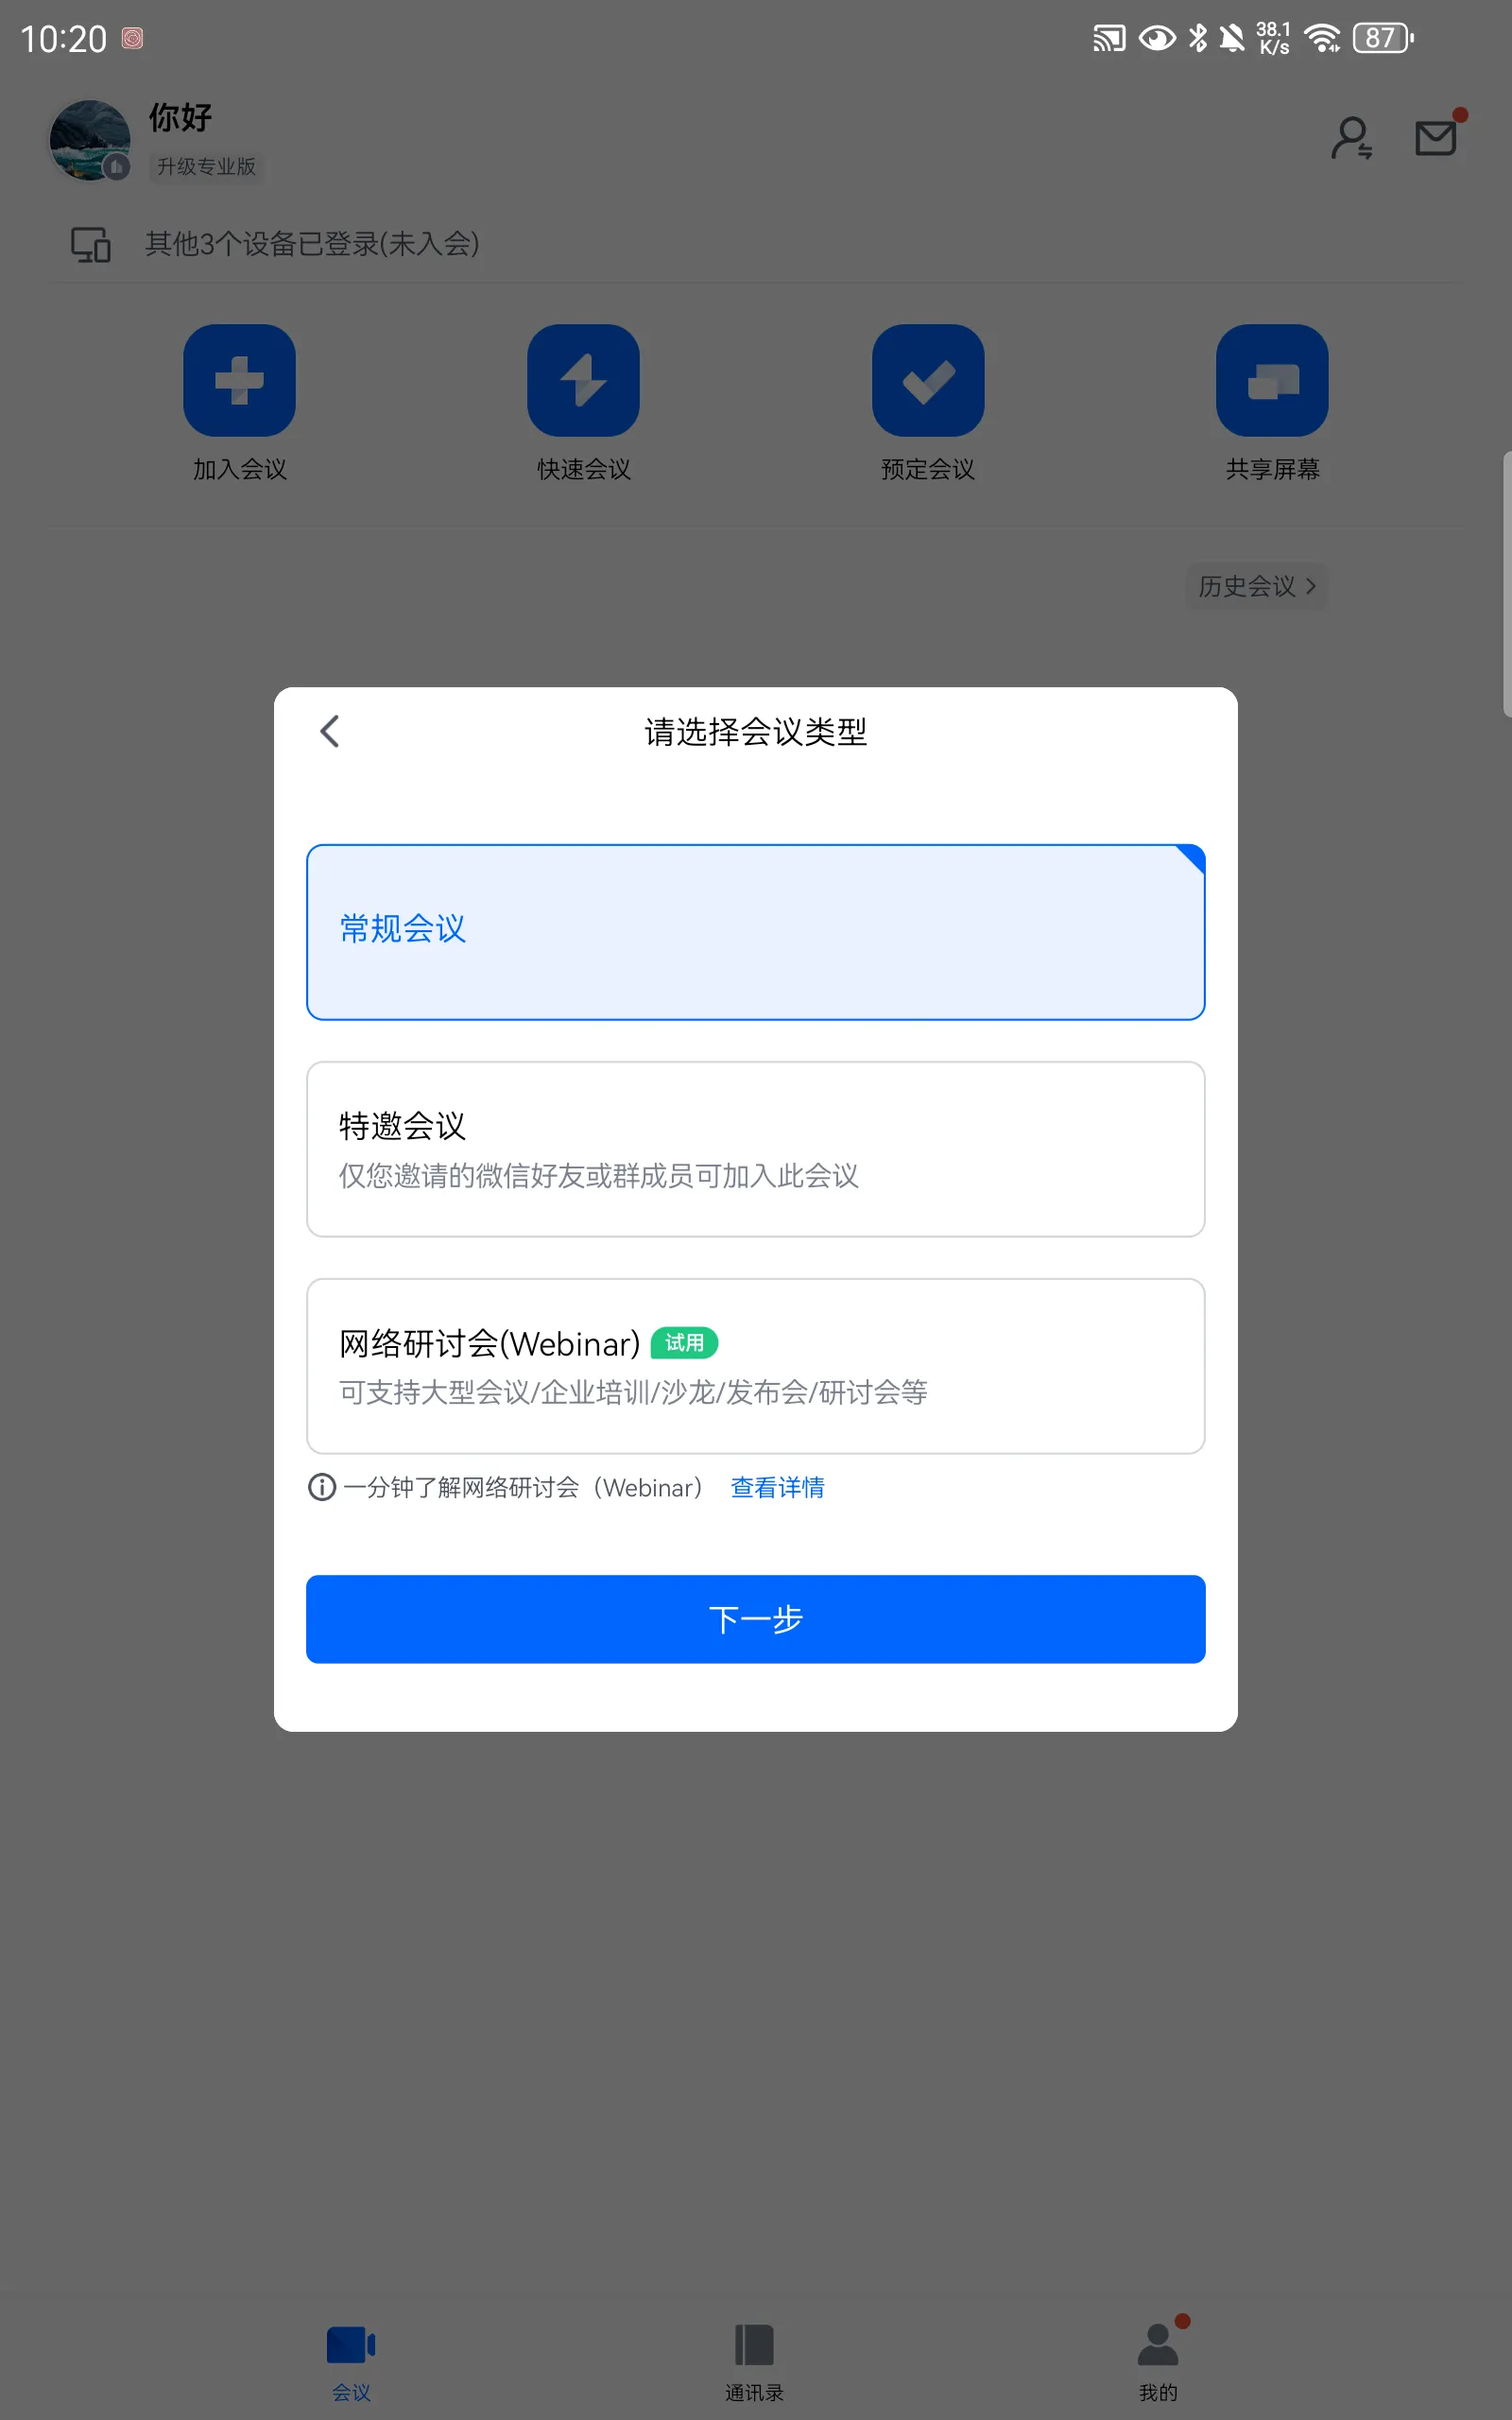 10:20
38.1
K/s
87
你好
升级专业版
其他3个设备已登录(未入会)
加入会议
快速会议
预定会议
共享屏幕
历史会议
请选择会议类型
常规会议
特邀会议
仅您邀请的微信好友或群成员可加入此会议
网络研讨会(Webinar) 试用
可支持大型会议/企业培训/沙龙/发布会/研讨会等
一分钟了解网络研讨会（Webinar） 查看详情
下一步
会议
通讯录
我的